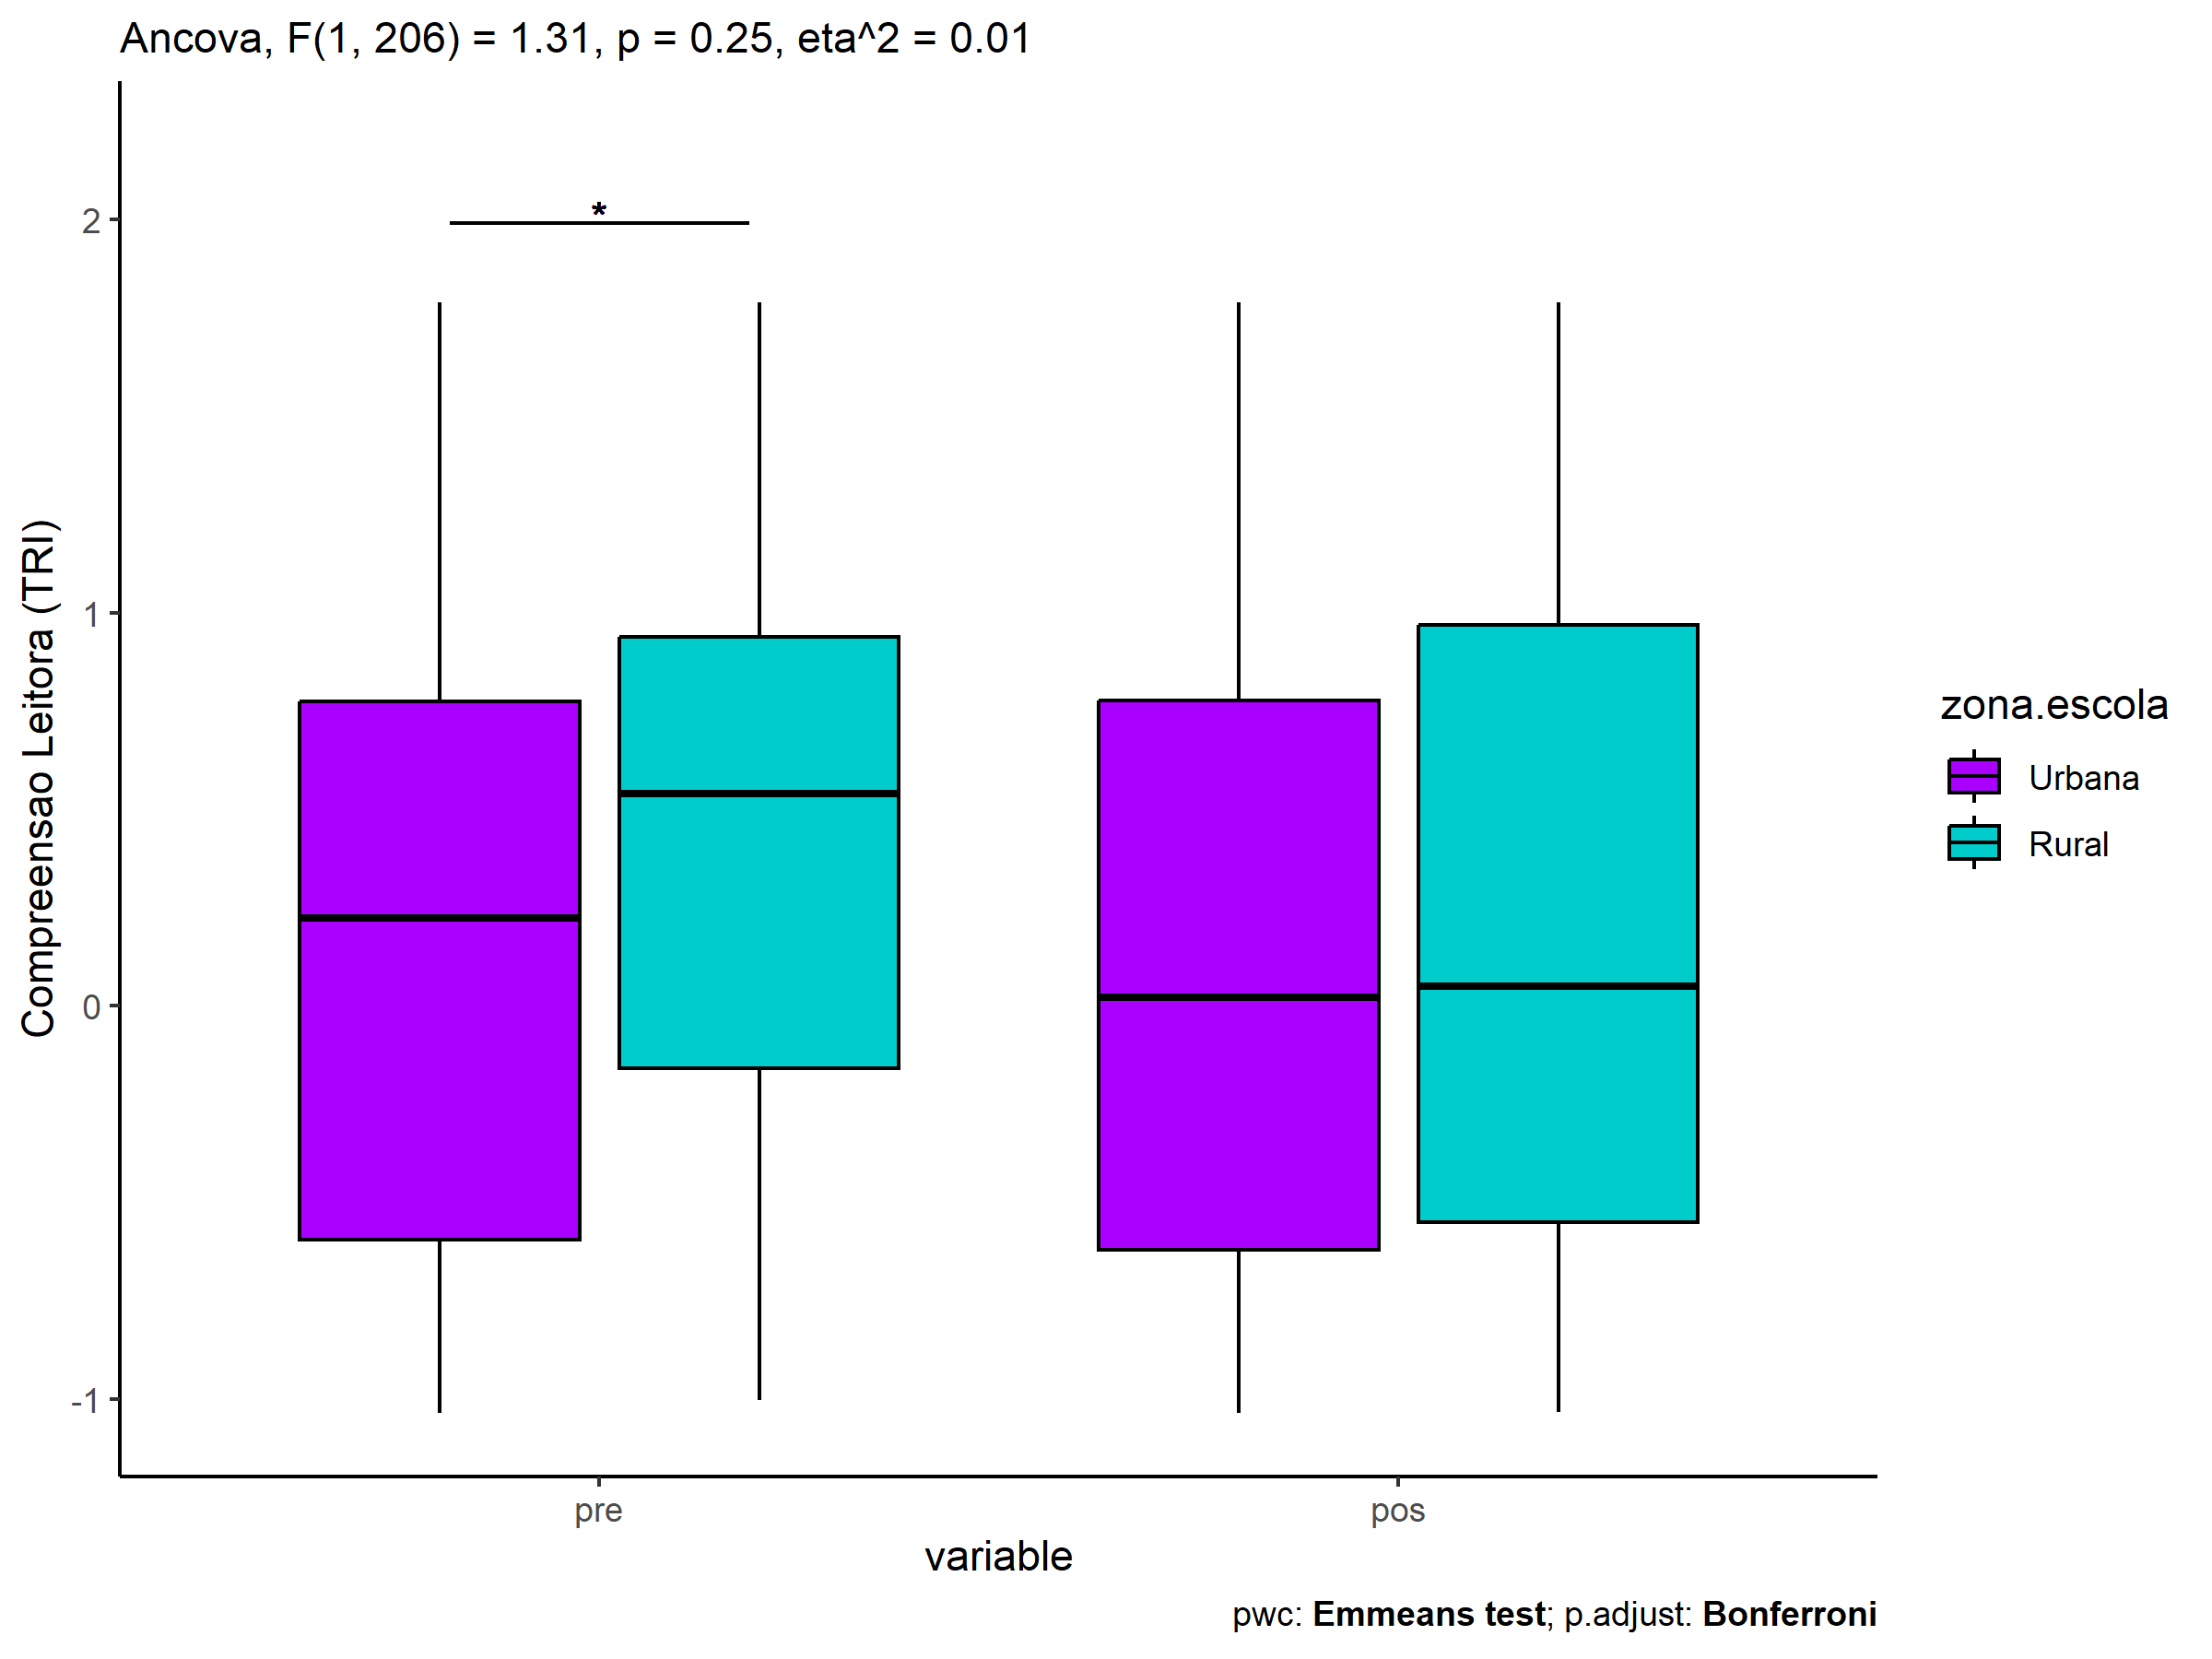 Ancova, F(1, 206) = 1.31, p = 0.25, eta^2 = 0.01
Compreensao Leitora (TRI)
2
1
0
-1
*
pre
pos
variable
zona.escola
Urbana
Rural
pwc: Emmeans test; p.adjust: Bonferroni